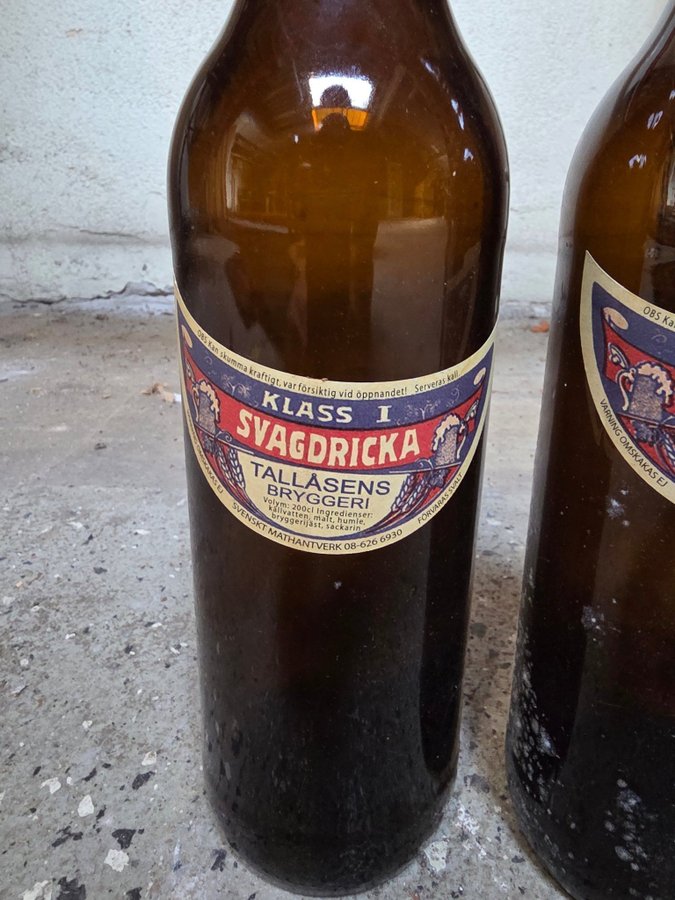 OBS Kan skumma kraftigt, var försiktig vid öppnandet! Serveras kall
KLASS I
SVAGDRICKA
TALLÅSENS
BRYGGERI
Volym: 200cl Ingredienser:
källvatten, malt, humle,
bryggerijäst, sackarin
SVENSKT MATHANTVERK 08-626 6930
FÖRVARAS SVALT
OBS Kan
VARNING OMSKAKAS EJ